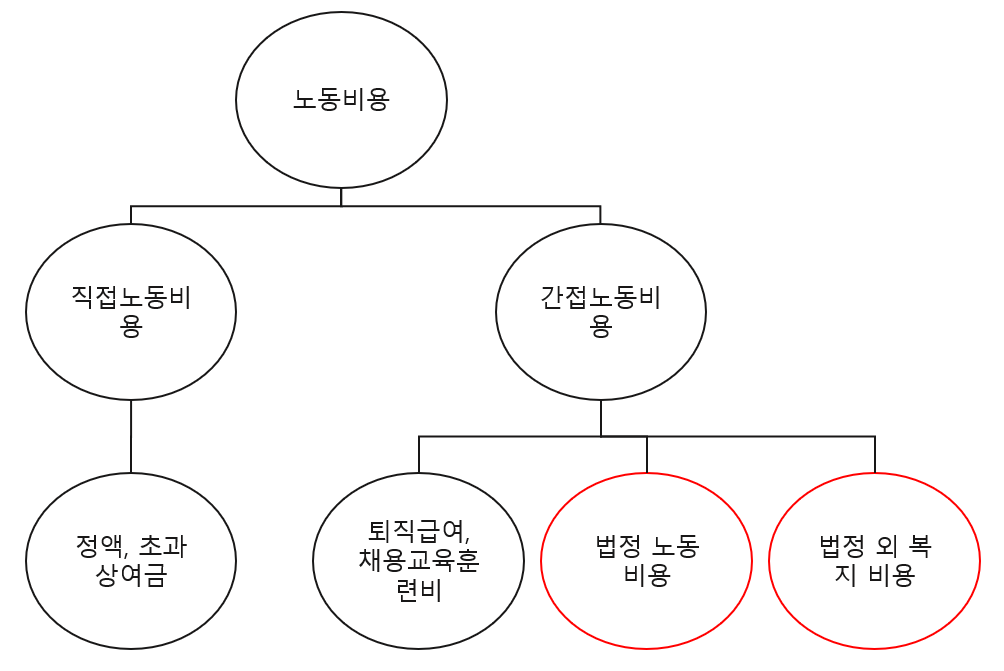 노동비용
직접노동비
용
간접노동비
용
정액, 초과
상여금
퇴직급여,
채용교육훈
련비
법정 노동
비용
법정 외 복
지 비용